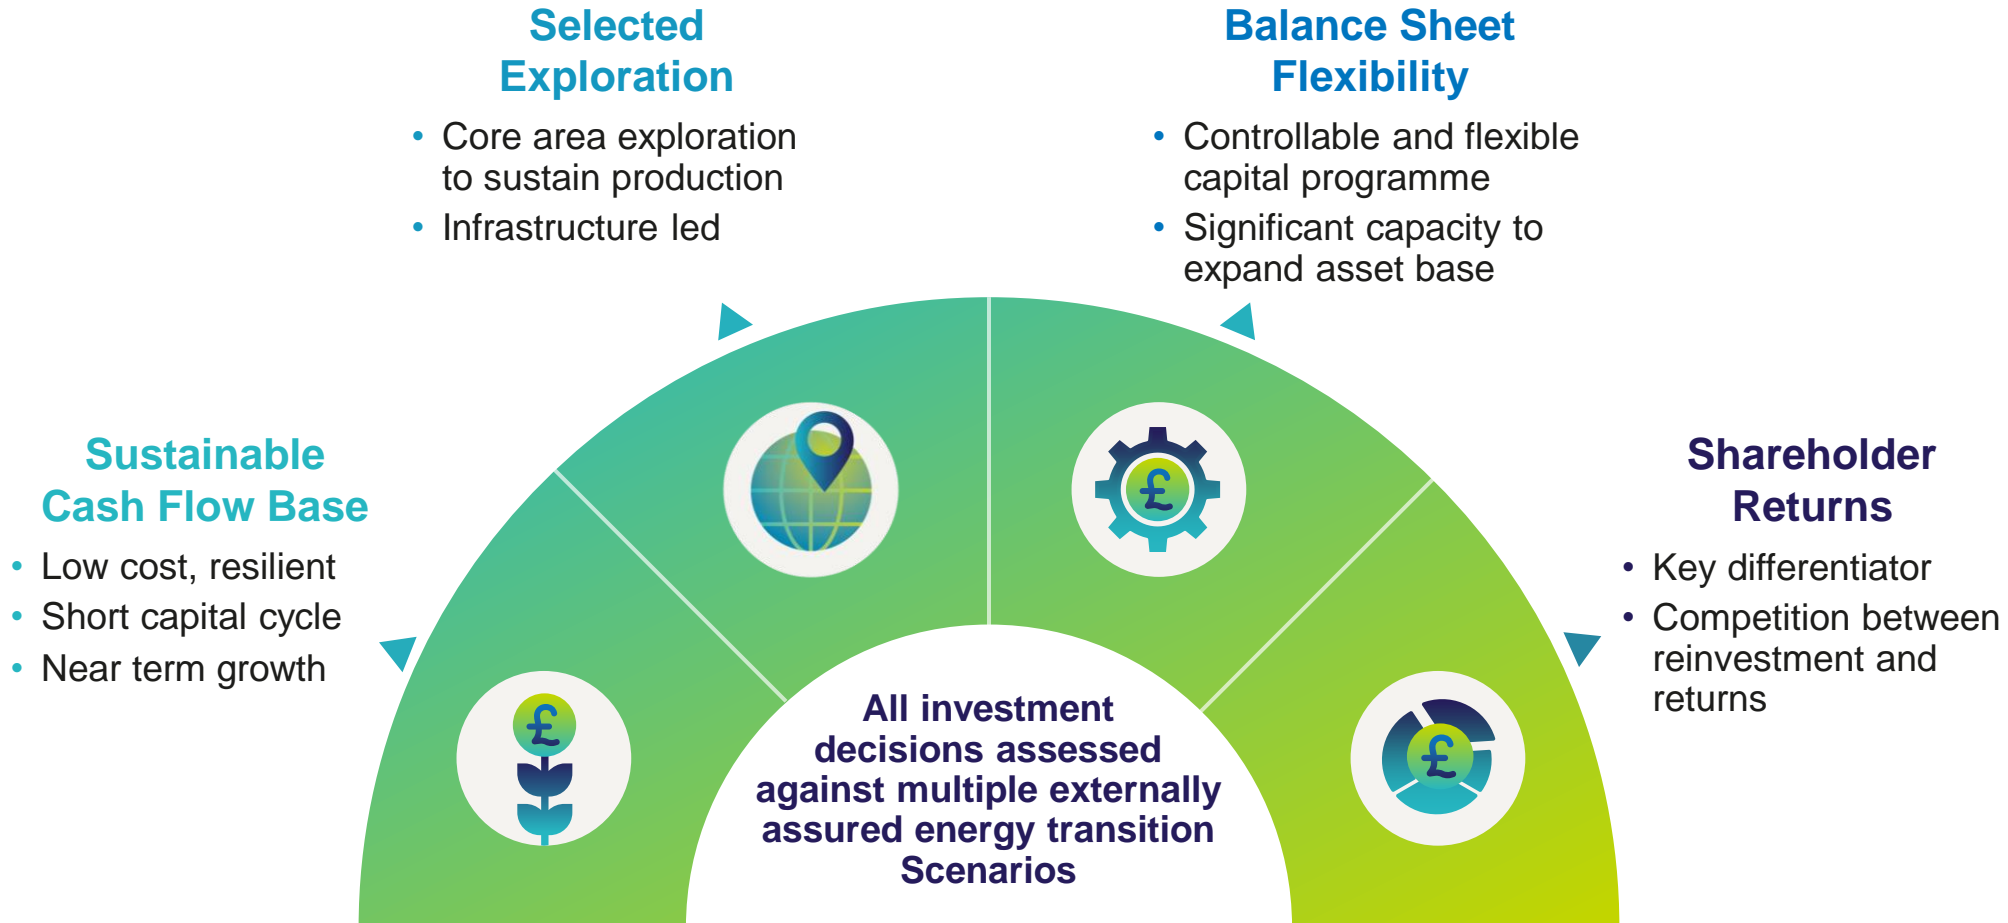 Selected
Exploration
• Core area exploration
to sustain production
• Infrastructure led
Balance Sheet
Flexibility
• Controllable and flexible
capital programme
• Significant capacity to
expand asset base
Sustainable
Cash Flow Base
• Low cost, resilient
• Short capital cycle
• Near term growth
Shareholder
Returns
• Key differentiator
• Competition between
reinvestment and
returns
£
£
£
All investment
decisions assessed
against multiple externally
assured energy transition
Scenarios